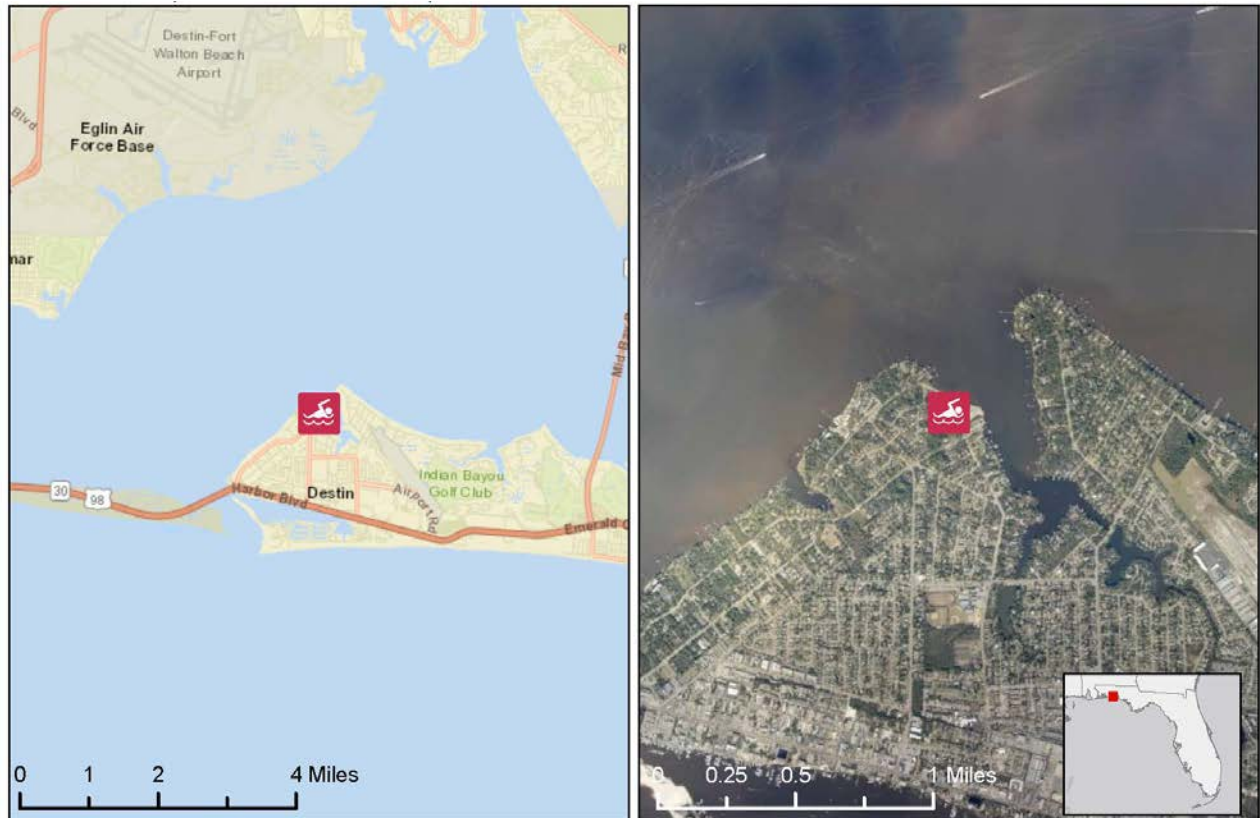 Destin-Fort
Walton Beach
Airport
Blvd
Eglin Air
Force Base
mar
Mid Bay B
30
98
Harbor Blvd
Destin
Indian Bayou
Golf Club
Airport Rd
Emerald C
0 1 2 4 Miles
0 0.25 0.5 1 Miles